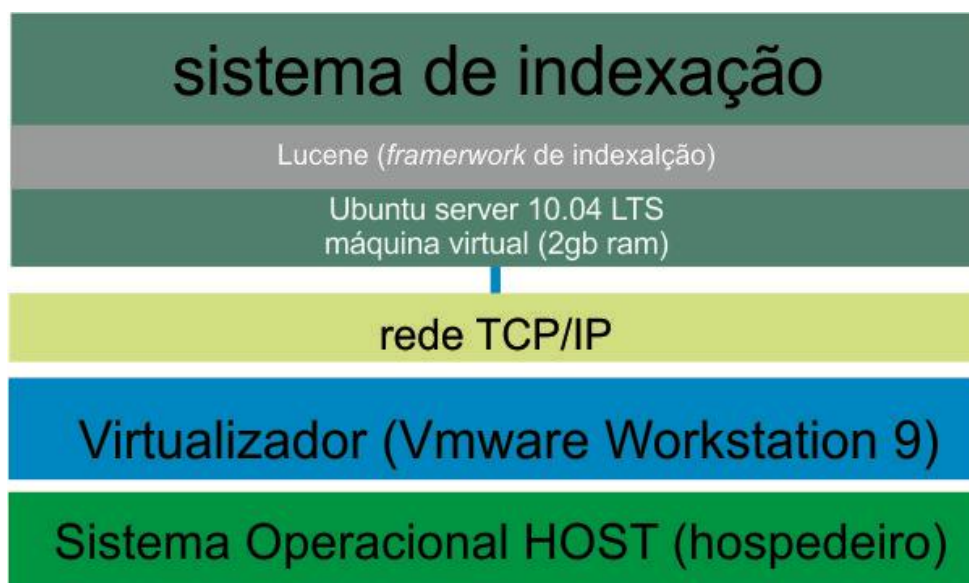 sistema de indexação
Lucene (framerwork de indexalção)
Ubuntu server 10.04 LTS
máquina virtual (2gb ram)
rede TCP/IP
Virtualizador (Vmware Workstation 9)
Sistema Operacional HOST (hospedeiro)